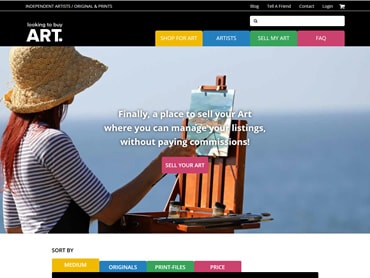 INDEPENDENT ARTISTS / ORIGINAL & PRINTS
Blog Tell A Friend Contact Login
looking to buy
ART.
SHOP FOR ART ARTISTS SELL MY ART FAQ
Finally, a place to sell your Art
where you can manage your listings,
without paying commissions!
SELL YOUR ART
SORT BY
MEDIUM ORIGINALS PRINT-FILES PRICE